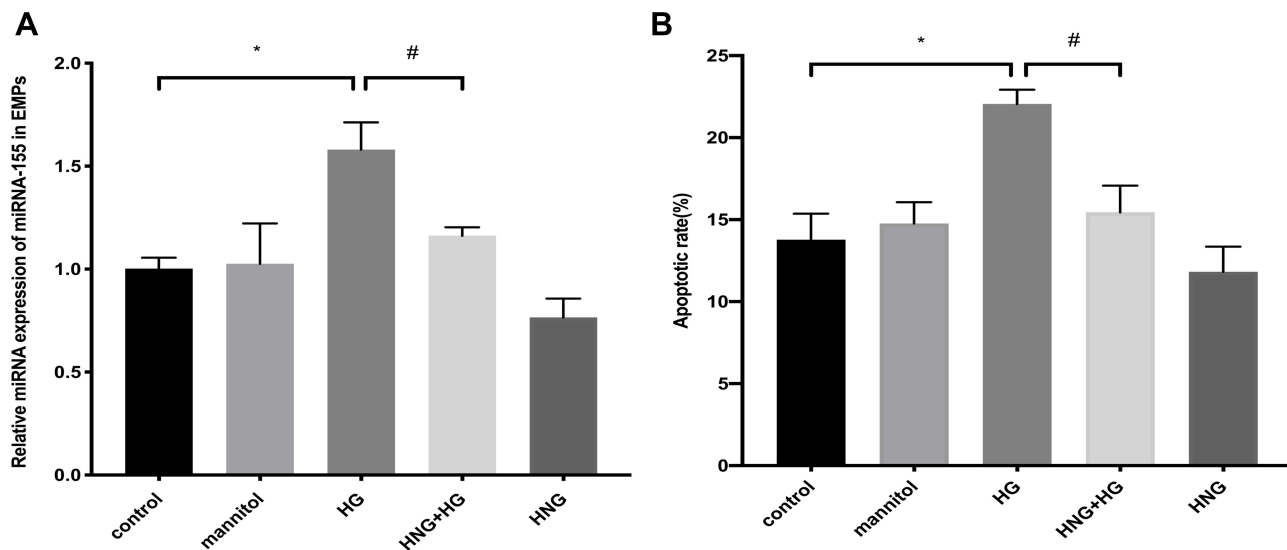 A
Relative miRNA expression of miRNA-155 in EMPs
2.0
1.5
1.0
0.5
0.0
*
#
control
mannitol
HG
HNG+HG
HNG
B
Apoptotic rate(%)
25
20
15
10
5
0
*
#
control
mannitol
HG
HNG+HG
HNG